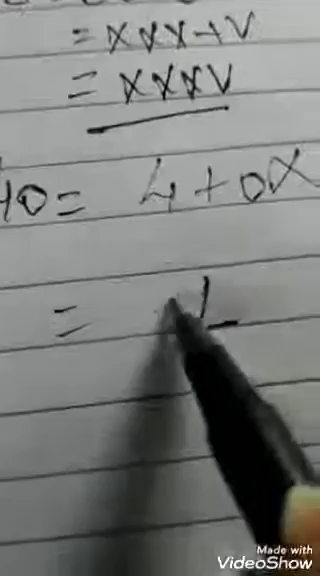 = XXX+V
= XXXV
40= 4+0X
= L
Made with
VideoShow